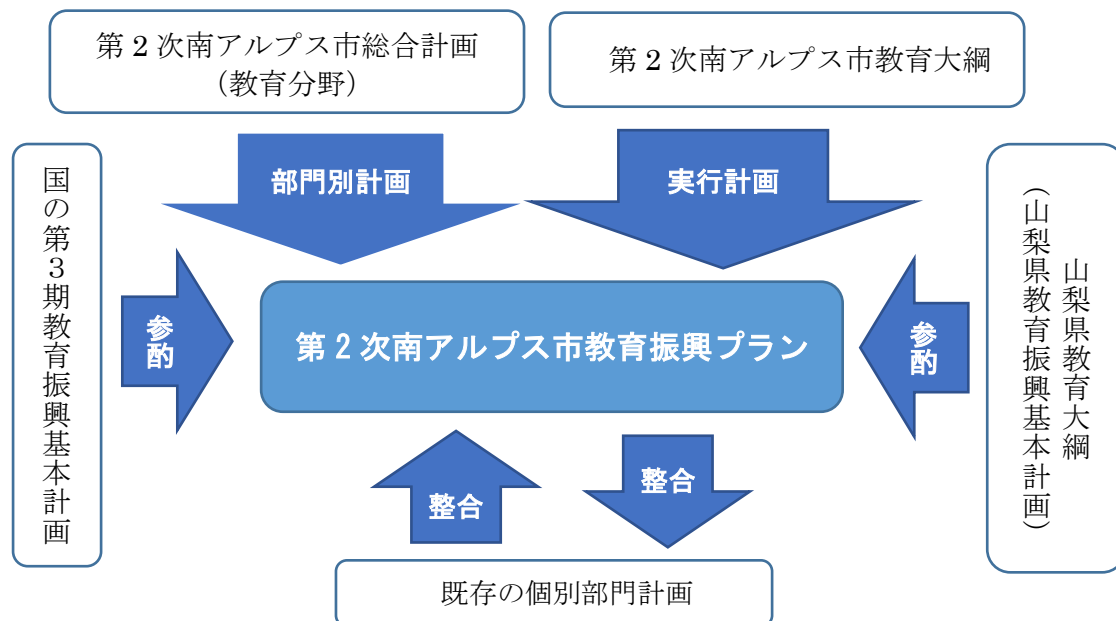 第２次南アルプス市総合計画
（教育分野）
第２次南アルプス市教育大綱
部門別計画
実行計画
国の第３期教育振興基本計画
参酌
第２次南アルプス市教育振興プラン
参酌
山梨県教育大綱
（山梨県教育振興基本計画）
整合
整合
既存の個別部門計画